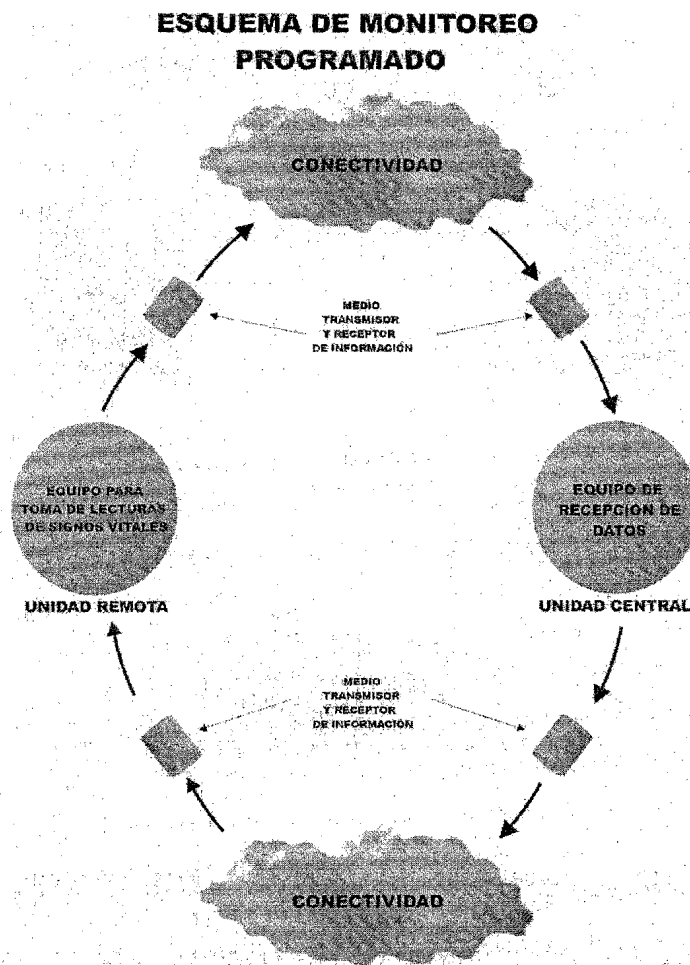 ESQUEMA DE MONITOREO
PROGRAMADO
CONECTIVIDAD
MEDIO
TRANSMISOR
Y RECEPTOR
DE INFORMACIÓN
EQUIPO PARA
TOMA DE LECTURAS
DE SIGNOS VITALES
UNIDAD REMOTA
EQUIPO DE
RECEPCION DE
DATOS
UNIDAD CENTRAL
MEDIO
TRANSMISOR
Y RECEPTOR
DE INFORMACIÓN
CONECTIVIDAD